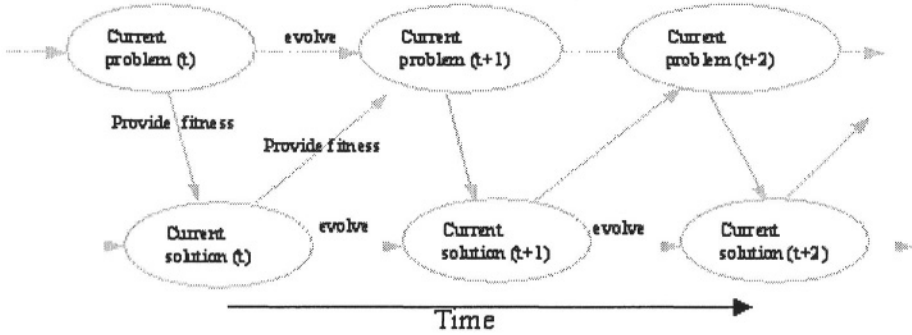 Current
problem (t)
evolve
Current
problem (t+1)
Current
problem (t+2)
Provide fitness
Provide fitness
Current
solution (t)
evolve
Current
solution (t+1)
evolve
Current
solution (t+2)
Time